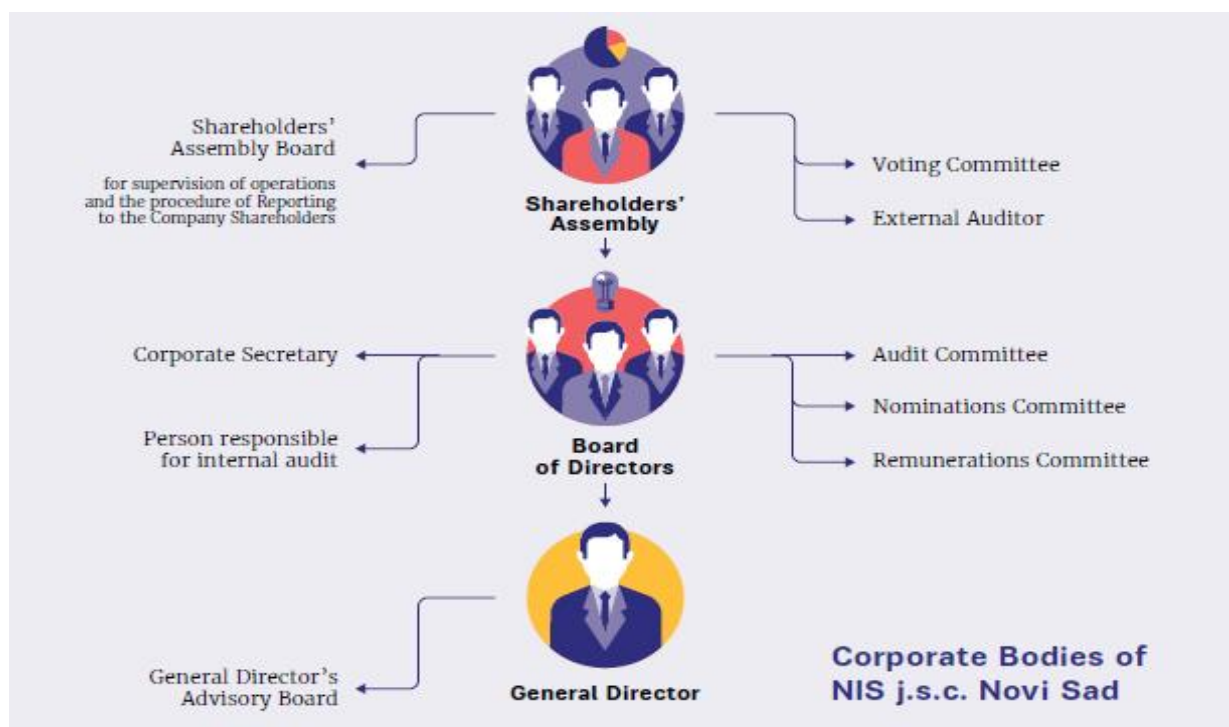 Shareholders'
Assembly Board
for supervision of operations
and the procedure of Reporting
to the Company Shareholders
Shareholders'
Assembly
Voting Committee
External Auditor
Corporate Secretary
Person responsible
for internal audit
Board
of Directors
Audit Committee
Nominations Committee
Remunerations Committee
General Director's
Advisory Board
General Director
Corporate Bodies of
NIS j.s.c. Novi Sad